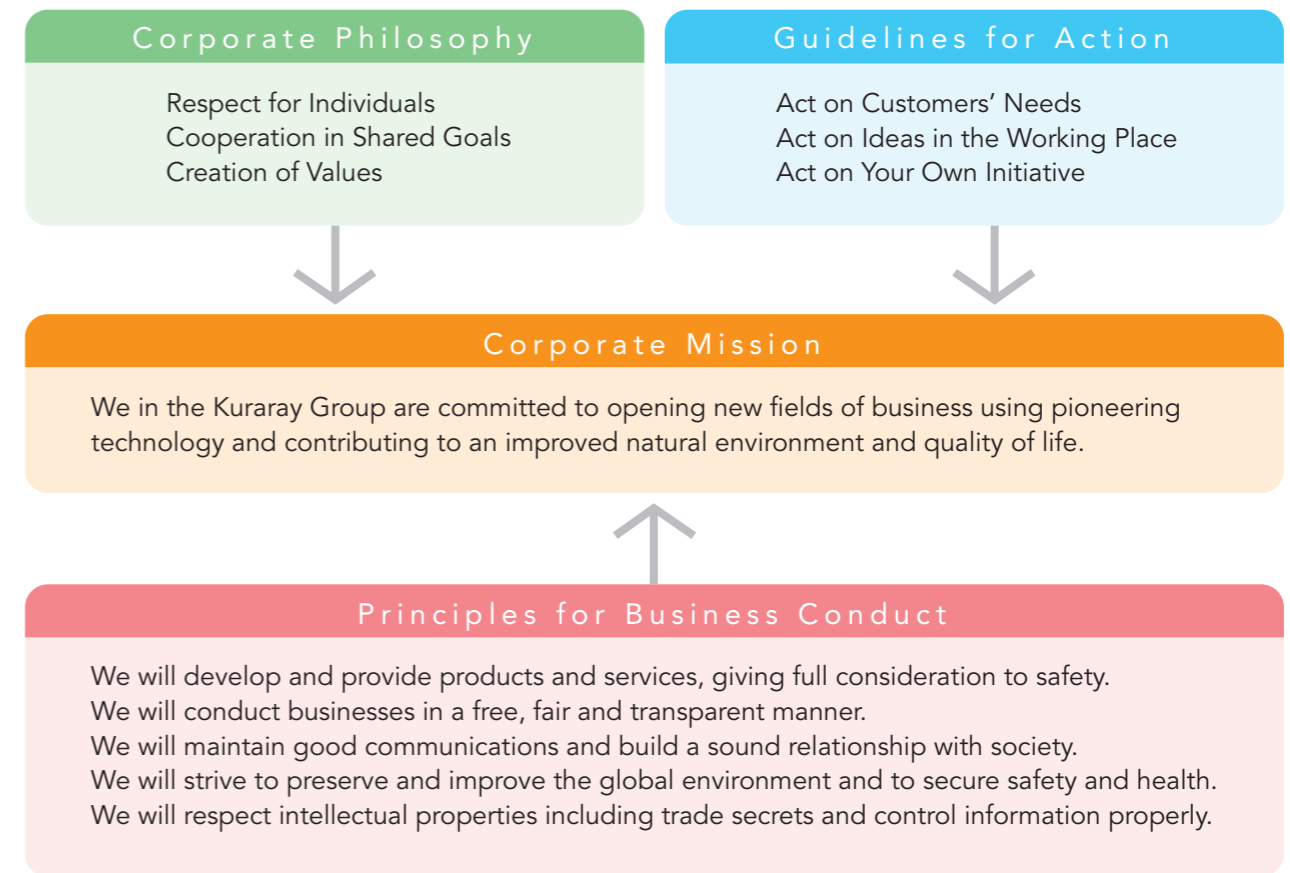 Corporate Philosophy
Respect for Individuals
Cooperation in Shared Goals
Creation of Values
Guidelines for Action
Act on Customers’ Needs
Act on Ideas in the Working Place
Act on Your Own Initiative
Corporate Mission
We in the Kuraray Group are committed to opening new fields of business using pioneering
technology and contributing to an improved natural environment and quality of life.
Principles for Business Conduct
We will develop and provide products and services, giving full consideration to safety.
We will conduct businesses in a free, fair and transparent manner.
We will maintain good communications and build a sound relationship with society.
We will strive to preserve and improve the global environment and to secure safety and health.
We will respect intellectual properties including trade secrets and control information properly.